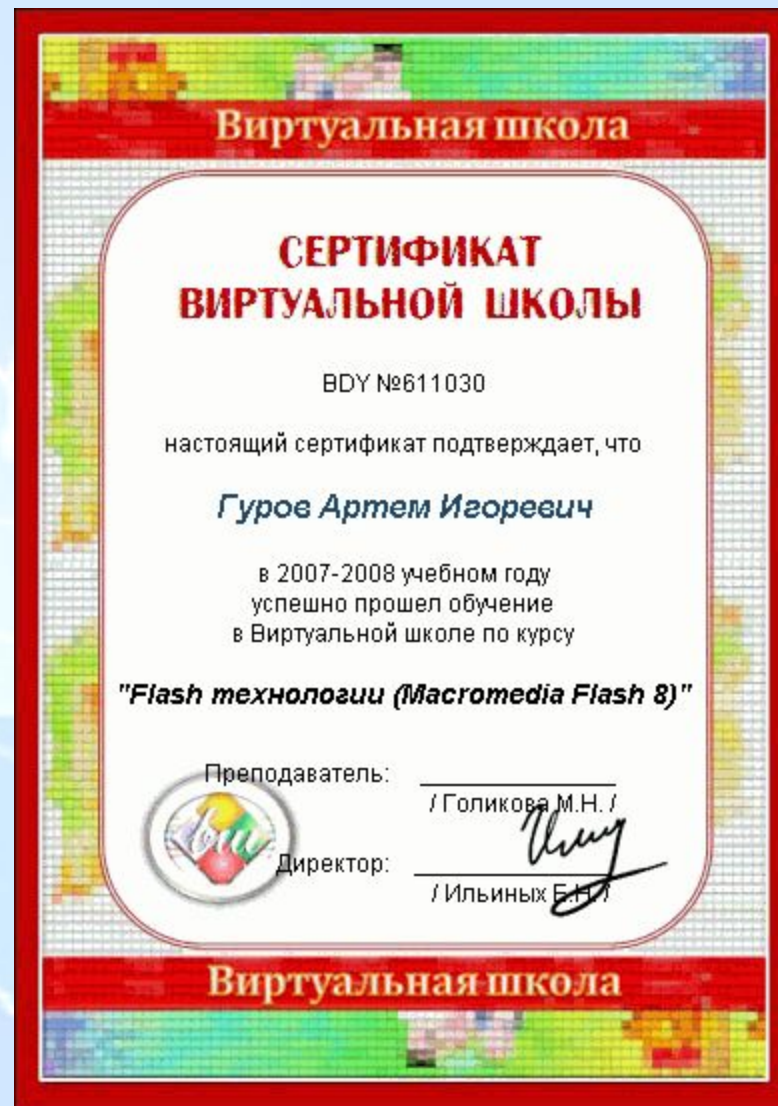 Виртуальная школа
СЕРТИФИКАТ
ВИРТУАЛЬНОЙ ШКОЛЫ
BDY №611030
настоящий сертификат подтверждает, что
Гуров Артем Игоревич
в 2007-2008 учебном году
успешно прошел обучение
в Виртуальной школе по курсу
"Flash технологии (Macromedia Flash 8)"
Преподаватель:
/ Голикова М.Н. /
Директор:
/ Ильиных Б.Н. /
Виртуальная школа